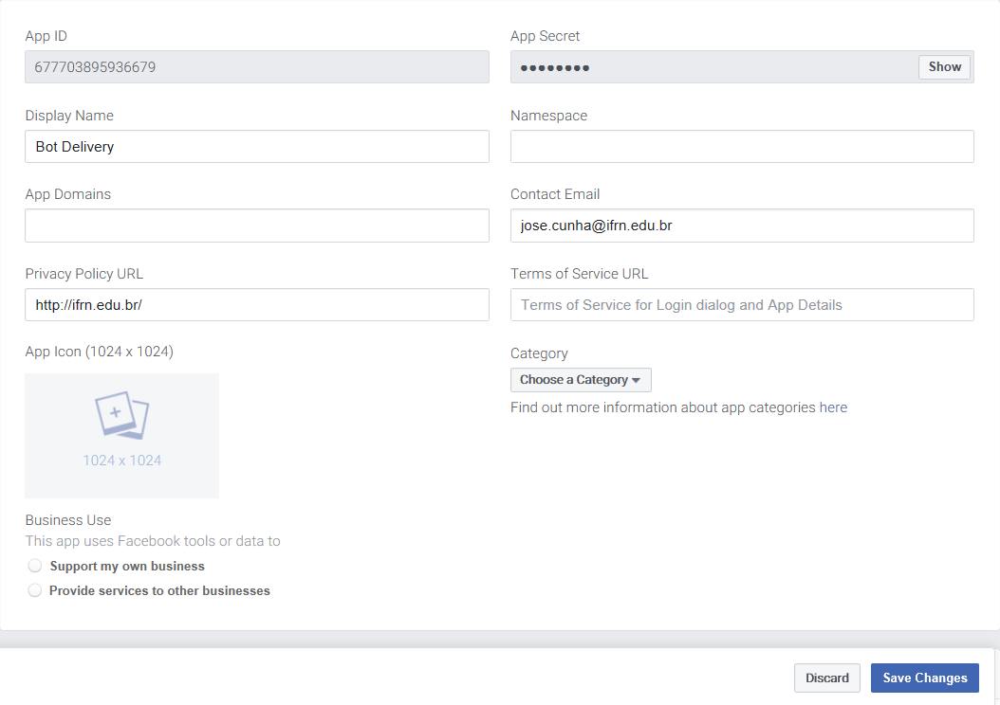 App ID
App Secret
677703895936679
●●●●●●●●
Show
Display Name
Namespace
Bot Delivery
App Domains
Contact Email
jose.cunha@ifrn.edu.br
Privacy Policy URL
Terms of Service URL
http://ifrn.edu.br/
Terms of Service for Login dialog and App Details
App Icon (1024 x 1024)
Category
Choose a Category
Find out more information about app categories here
1024 x 1024
Business Use
This app uses Facebook tools or data to
Support my own business
Provide services to other businesses
Discard
Save Changes